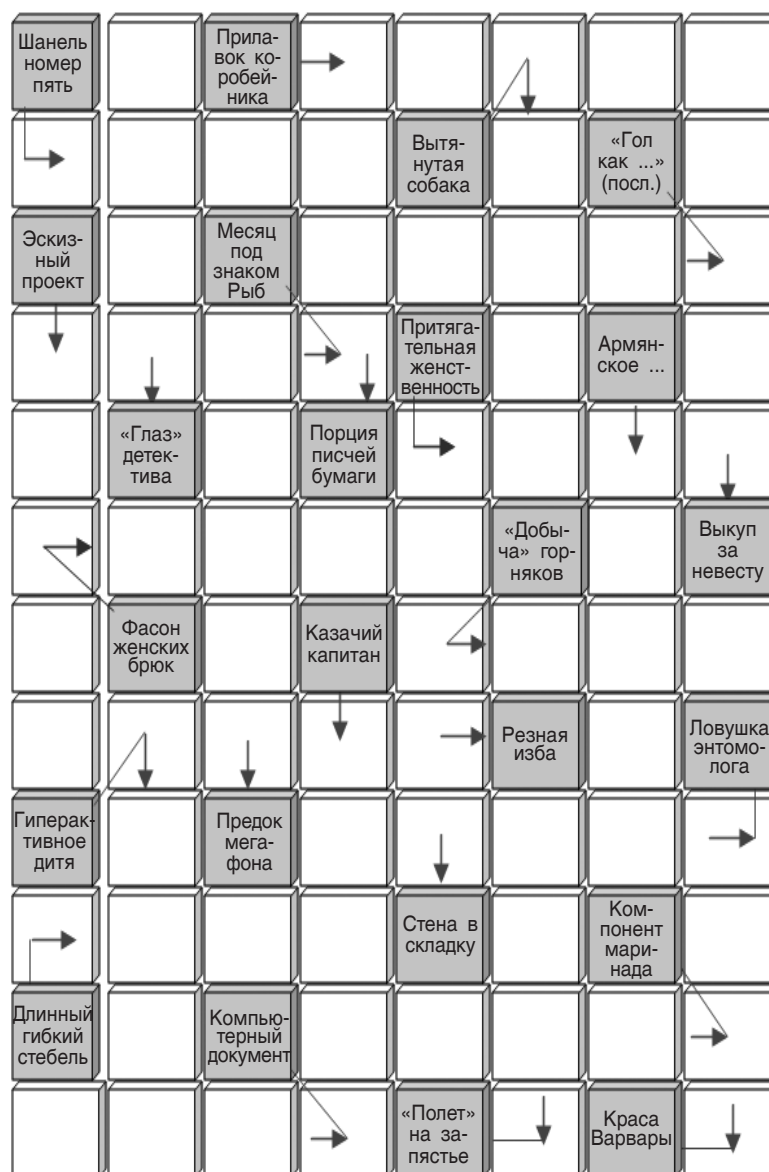 Шанель
номер
пять
Прила-
вок ко-
робей-
ника
Вытя-
нутая
собака
«Гол
как ...»
(посл.)
Эскиз-
ный
проект
Месяц
под
знаком
Рыб
Притяга-
тельная
женст-
венность
Армян-
ское ...
«Глаз»
детек-
тива
Порция
писчей
бумаги
«Добы-
ча» гор-
няков
Выкуп
за
невесту
Фасон
женских
брюк
Казачий
капитан
Резная
изба
Ловушка
энтомо-
лога
Гиперак-
тивное
дитя
Предок
мега-
фона
Стена в
складку
Ком-
понент
мари-
нада
Длинный
гибкий
стебель
Компью-
терный
документ
«Полет»
на за-
пястье
Краса
Варвары